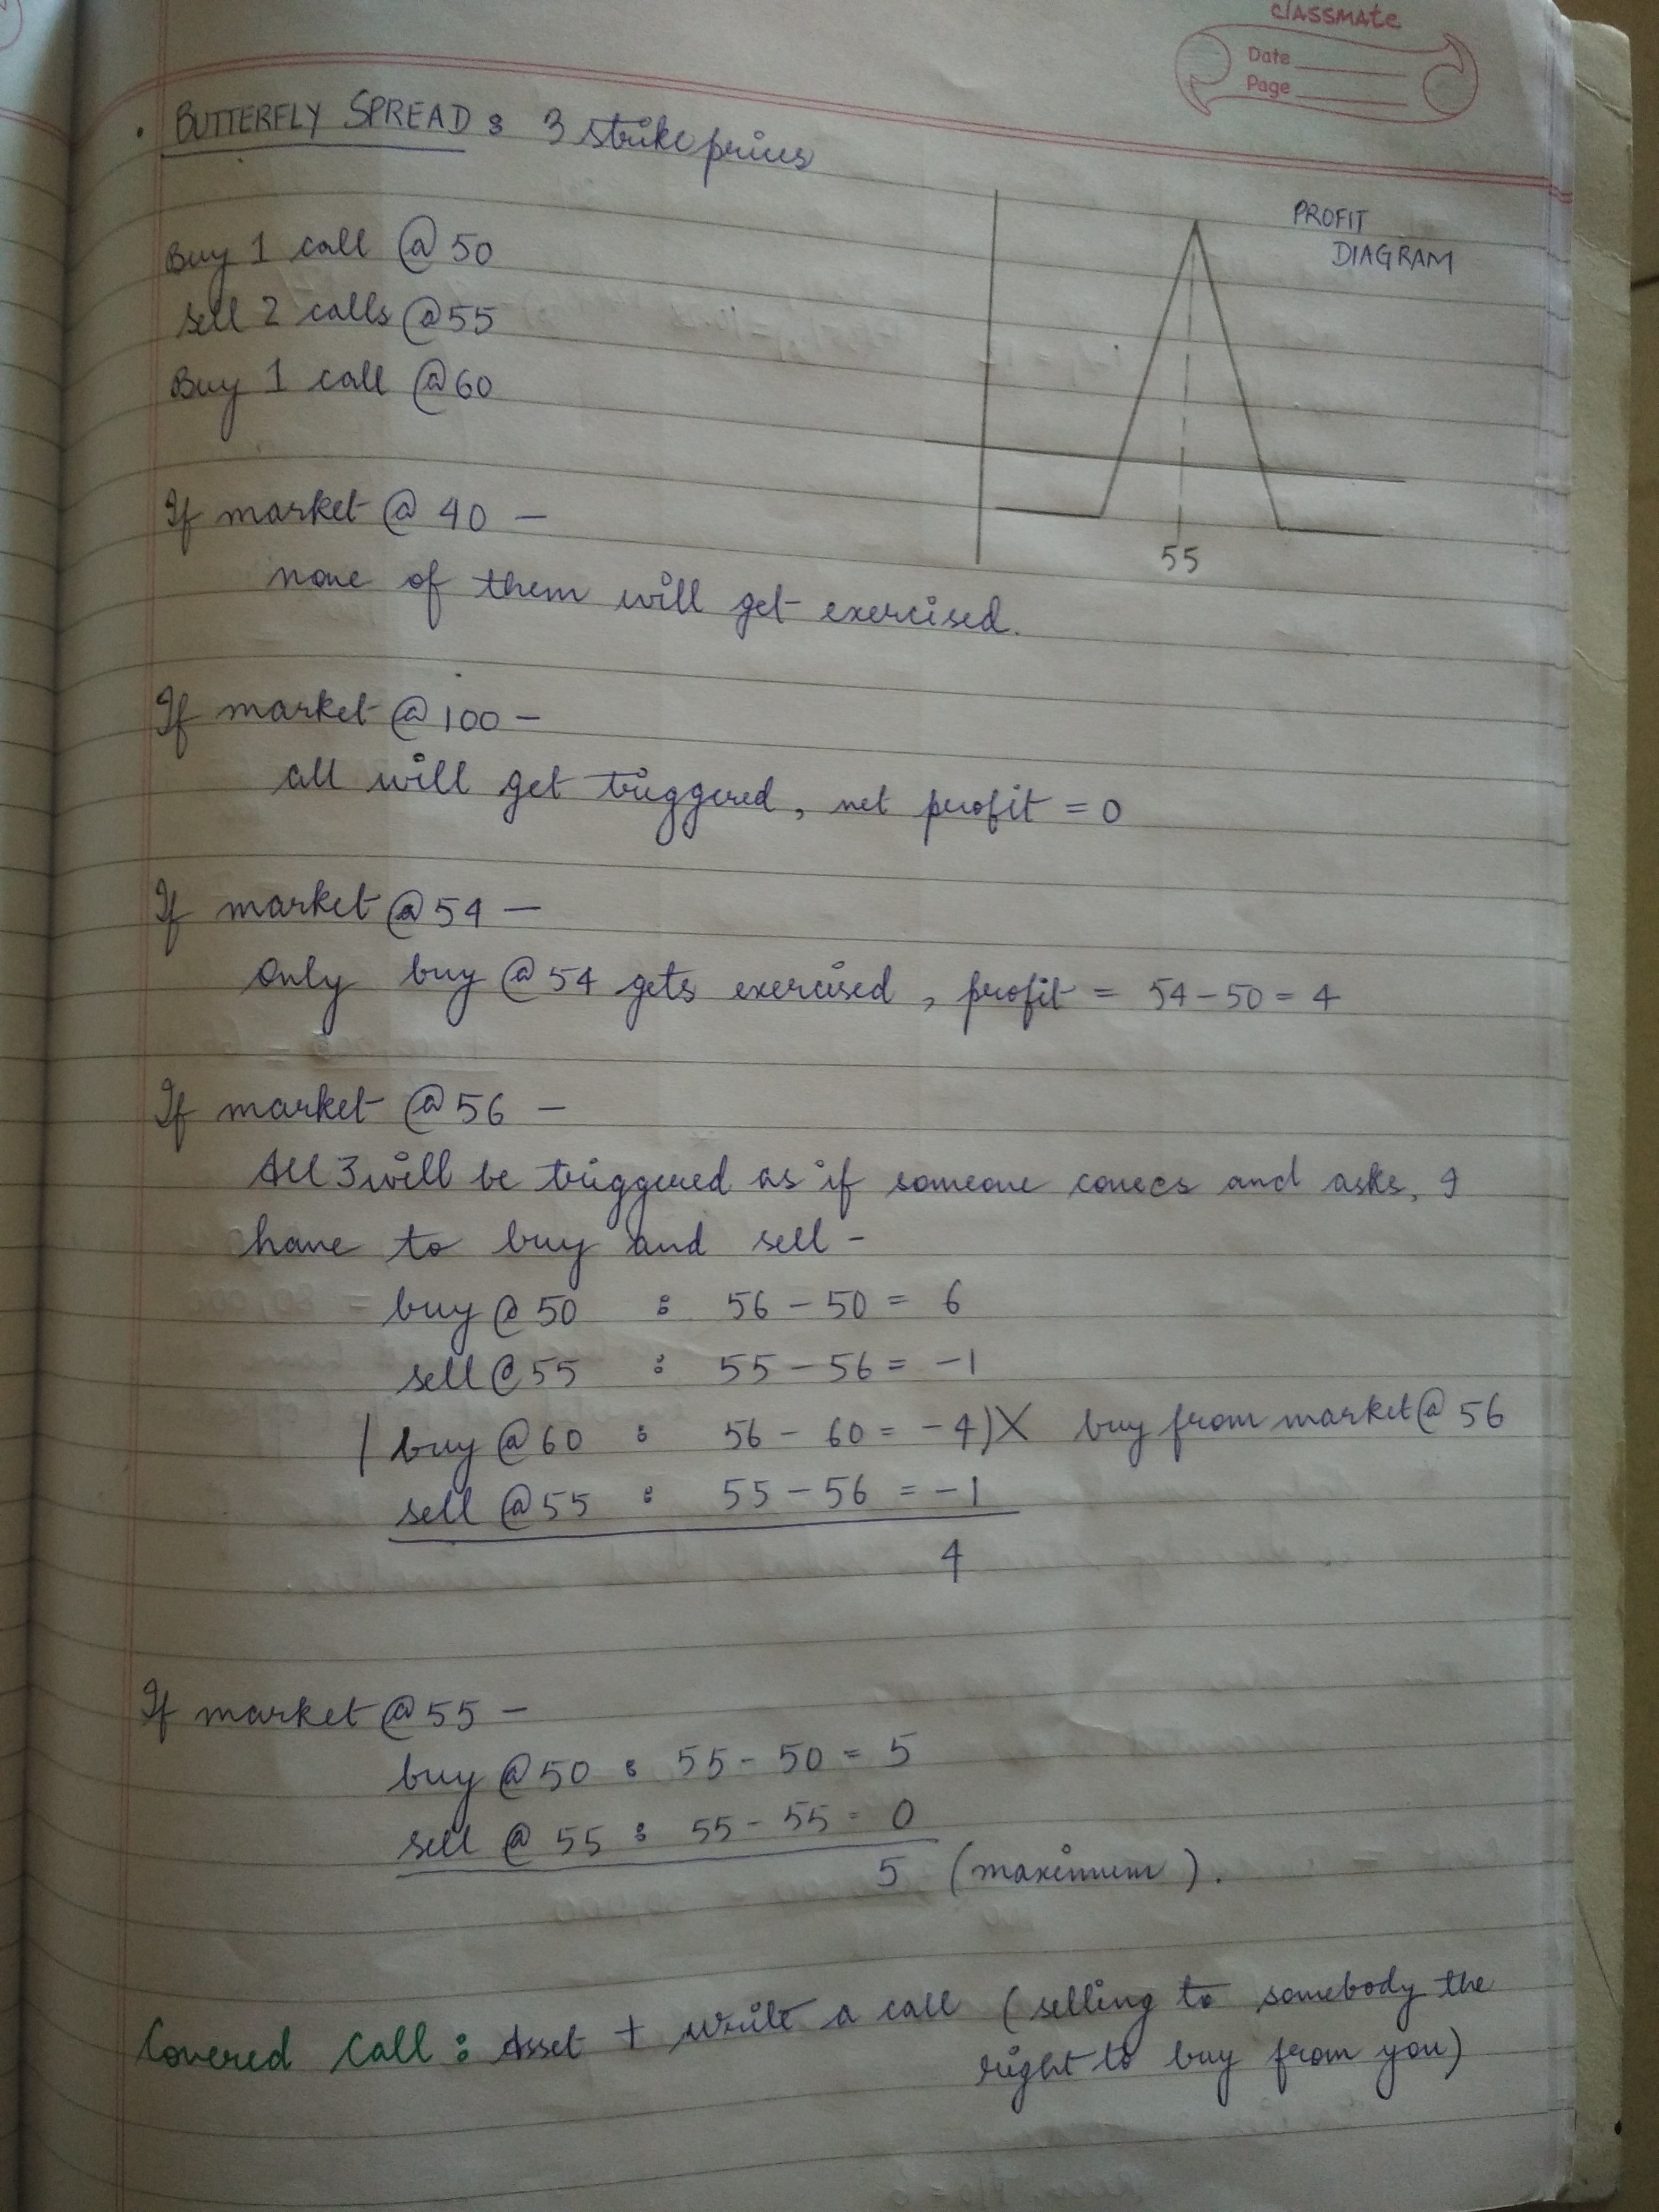 classmate
Date
Page
• BUTTERFLY SPREAD : 3 strike prices
Buy 1 call @ 50
sell 2 calls @ 55
Buy 1 call @ 60
PROFIT
DIAGRAM
55
If market @ 40 —
none of them will get exercised.
If market @ 100 —
all will get triggered, net profit = 0
If market @ 54 —
Only buy @ 54 gets exercised, profit = 54 - 50 = 4
If market @ 56 —
All 3 will be triggered as if someone comes and asks, I
have to buy and sell -
buy @ 50 : 56 - 50 = 6
sell @ 55 : 55 - 56 = -1
( buy @ 60 : 56 - 60 = -4) X buy from market @ 56
sell @ 55 : 55 - 56 = -1
4
If market @ 55 —
buy @ 50 : 55 - 50 = 5
sell @ 55 : 55 - 55 = 0
5 (maximum).
Covered Call : Asset + write a call (selling to somebody the
right to buy from you)